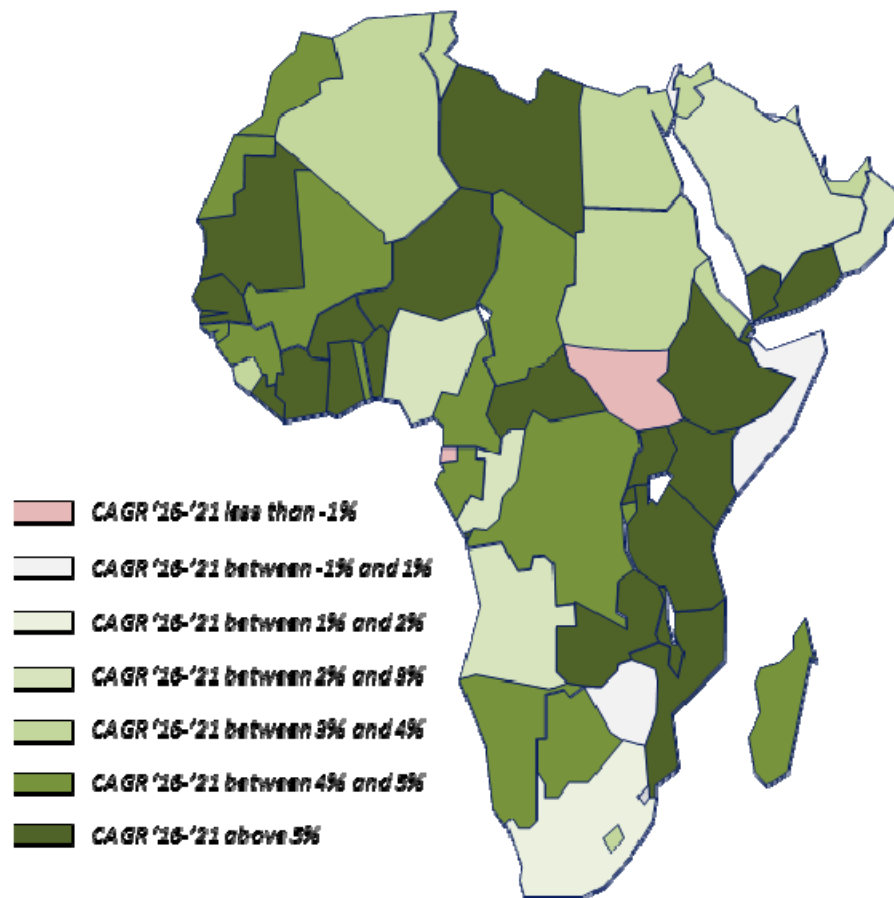 CAGR '16-'21 less than -1%
CAGR '16-'21 between -1% and 1%
CAGR '16-'21 between 1% and 2%
CAGR '16-'21 between 2% and 3%
CAGR '16-'21 between 3% and 4%
CAGR '16-'21 between 4% and 5%
CAGR '16-'21 above 5%